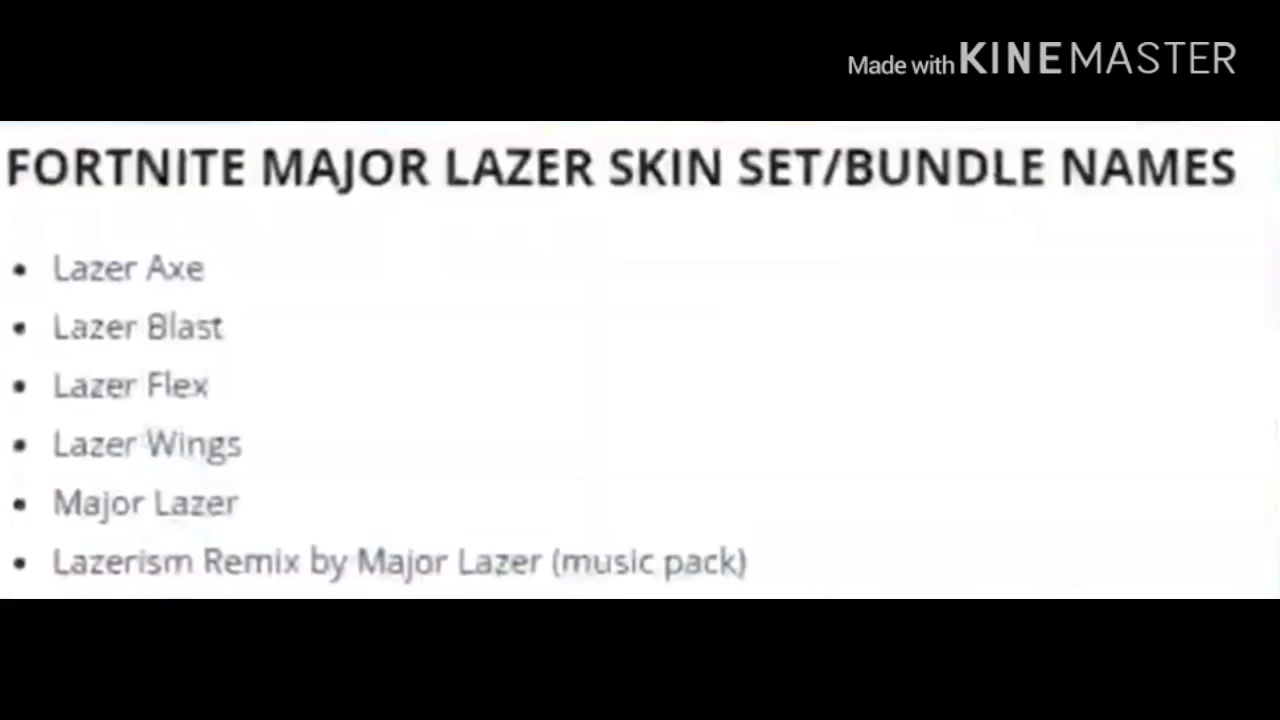 Made with KINEMASTER
FORTNITE MAJOR LAZER SKIN SET/BUNDLE NAMES
• Lazer Axe
• Lazer Blast
• Lazer Flex
• Lazer Wings
• Major Lazer
• Lazerism Remix by Major Lazer (music pack)